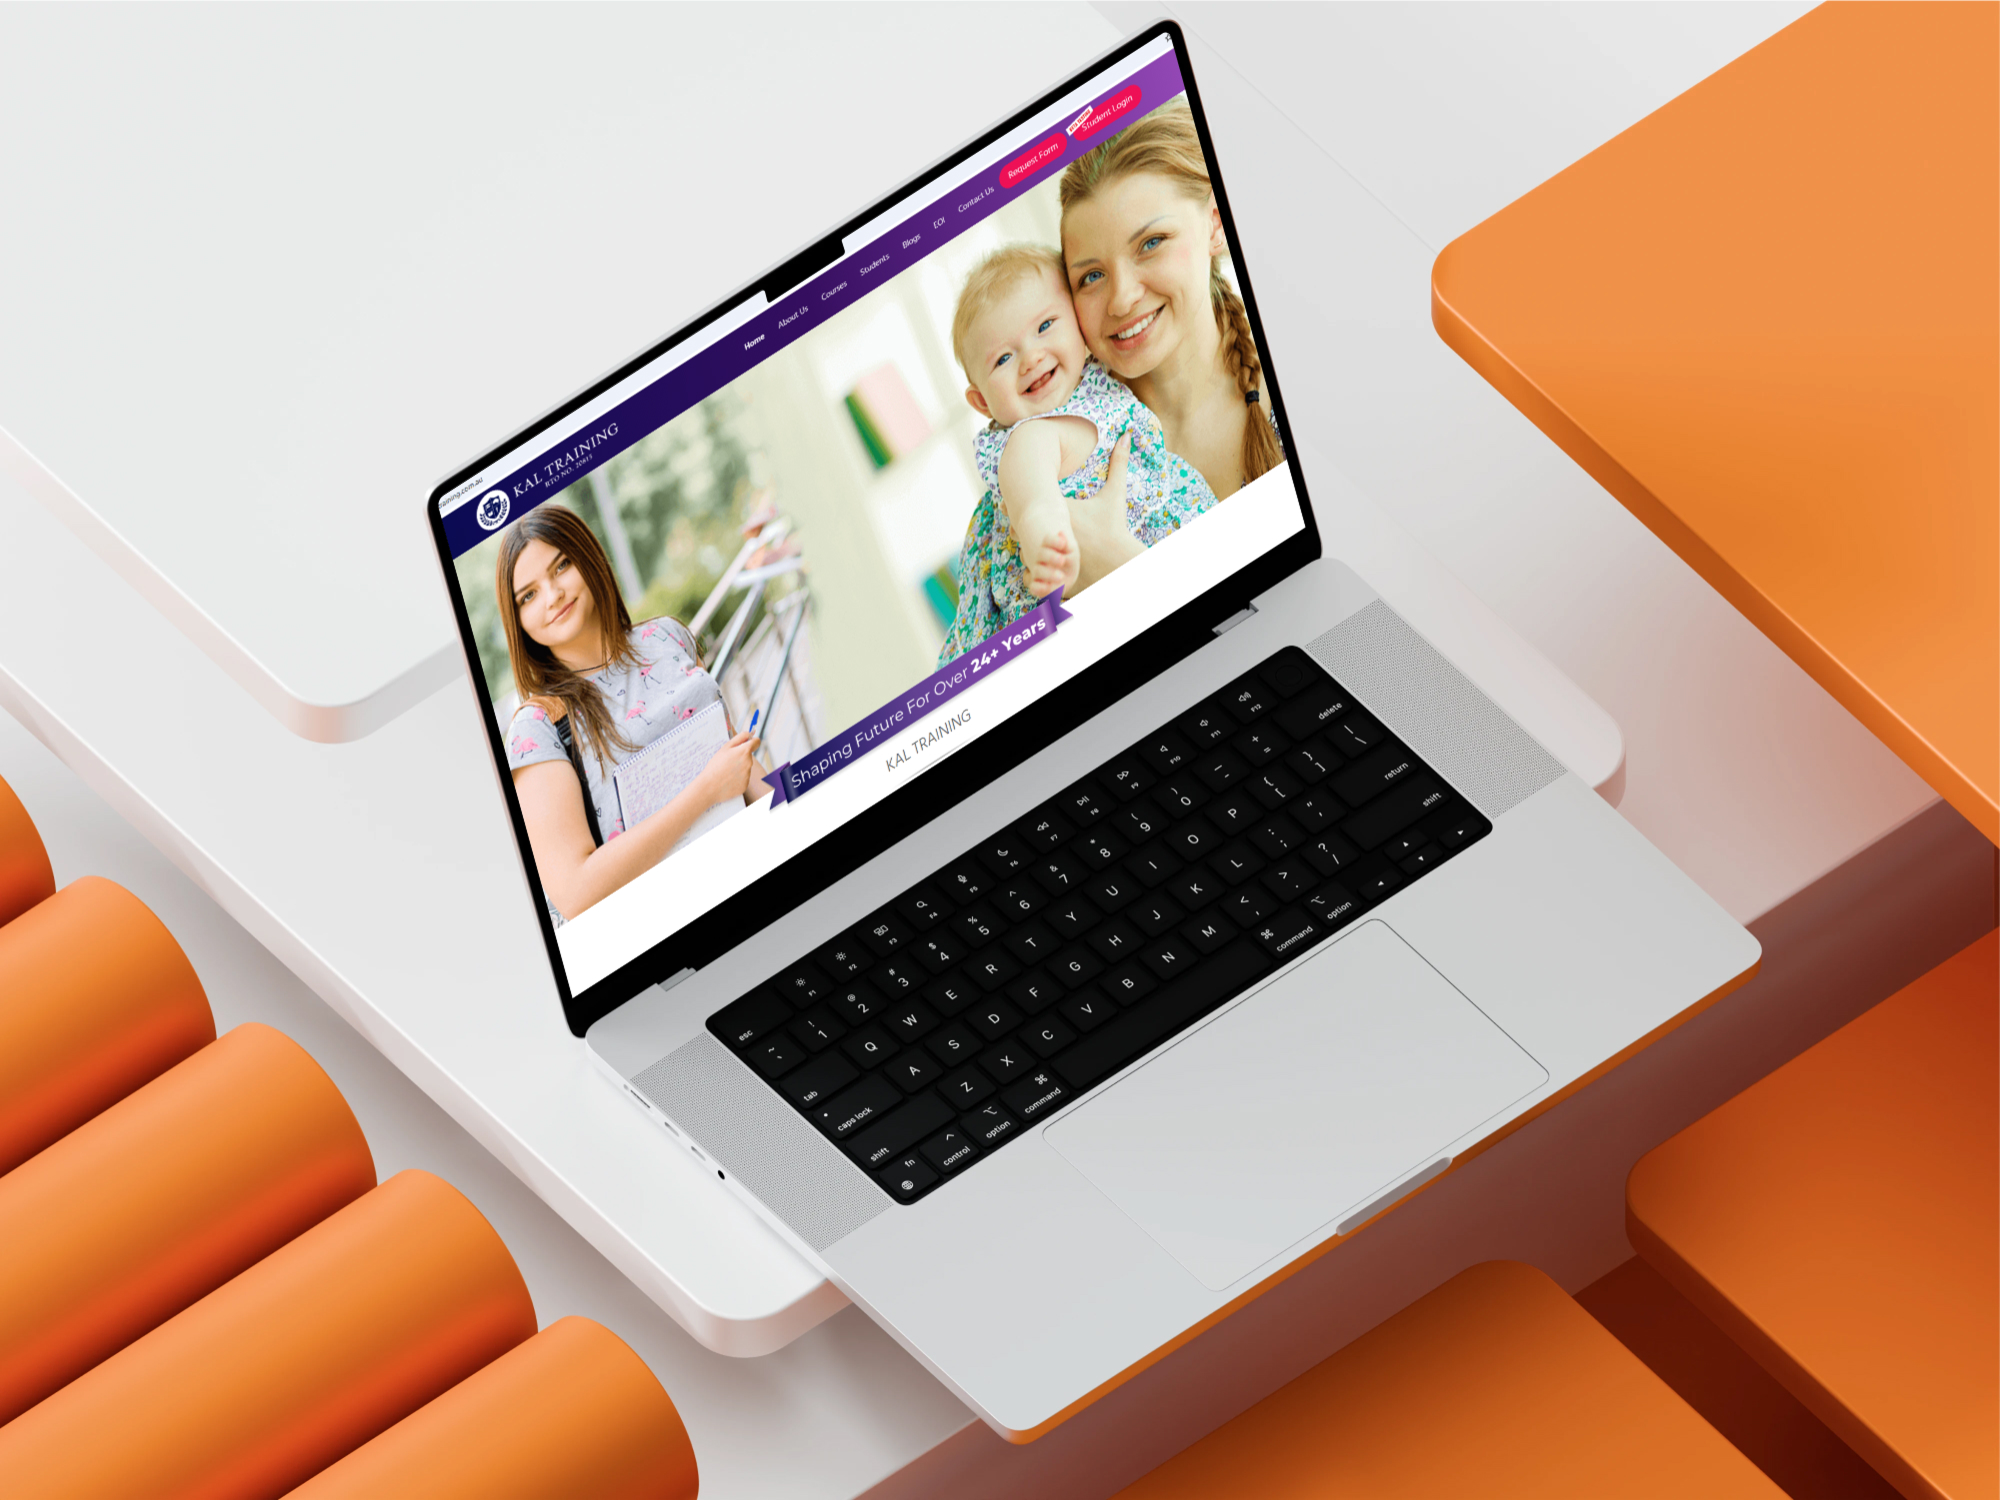 raining.com.au
KAL TRAINING
RTO NO. 20815
Home
About Us
Courses
Students
Blogs
EOI
Contact Us
Request Form
Student Login
Shaping Future For Over 24+ Years
KAL TRAINING
esc
F1
F2
F3
F4
F5
F6
F7
F8
F9
F10
F11
F12
~ `
! 1
@ 2
# 3
$ 4
% 5
^ 6
& 7
* 8
( 9
) 0
_ -
+ =
delete
tab
Q W E R T Y U I O P { [ } ] | \
caps lock
A S D F G H J K L : ; " '
return
shift
Z X C V B N M < , > . ? /
shift
fn
control
option
command
command
option